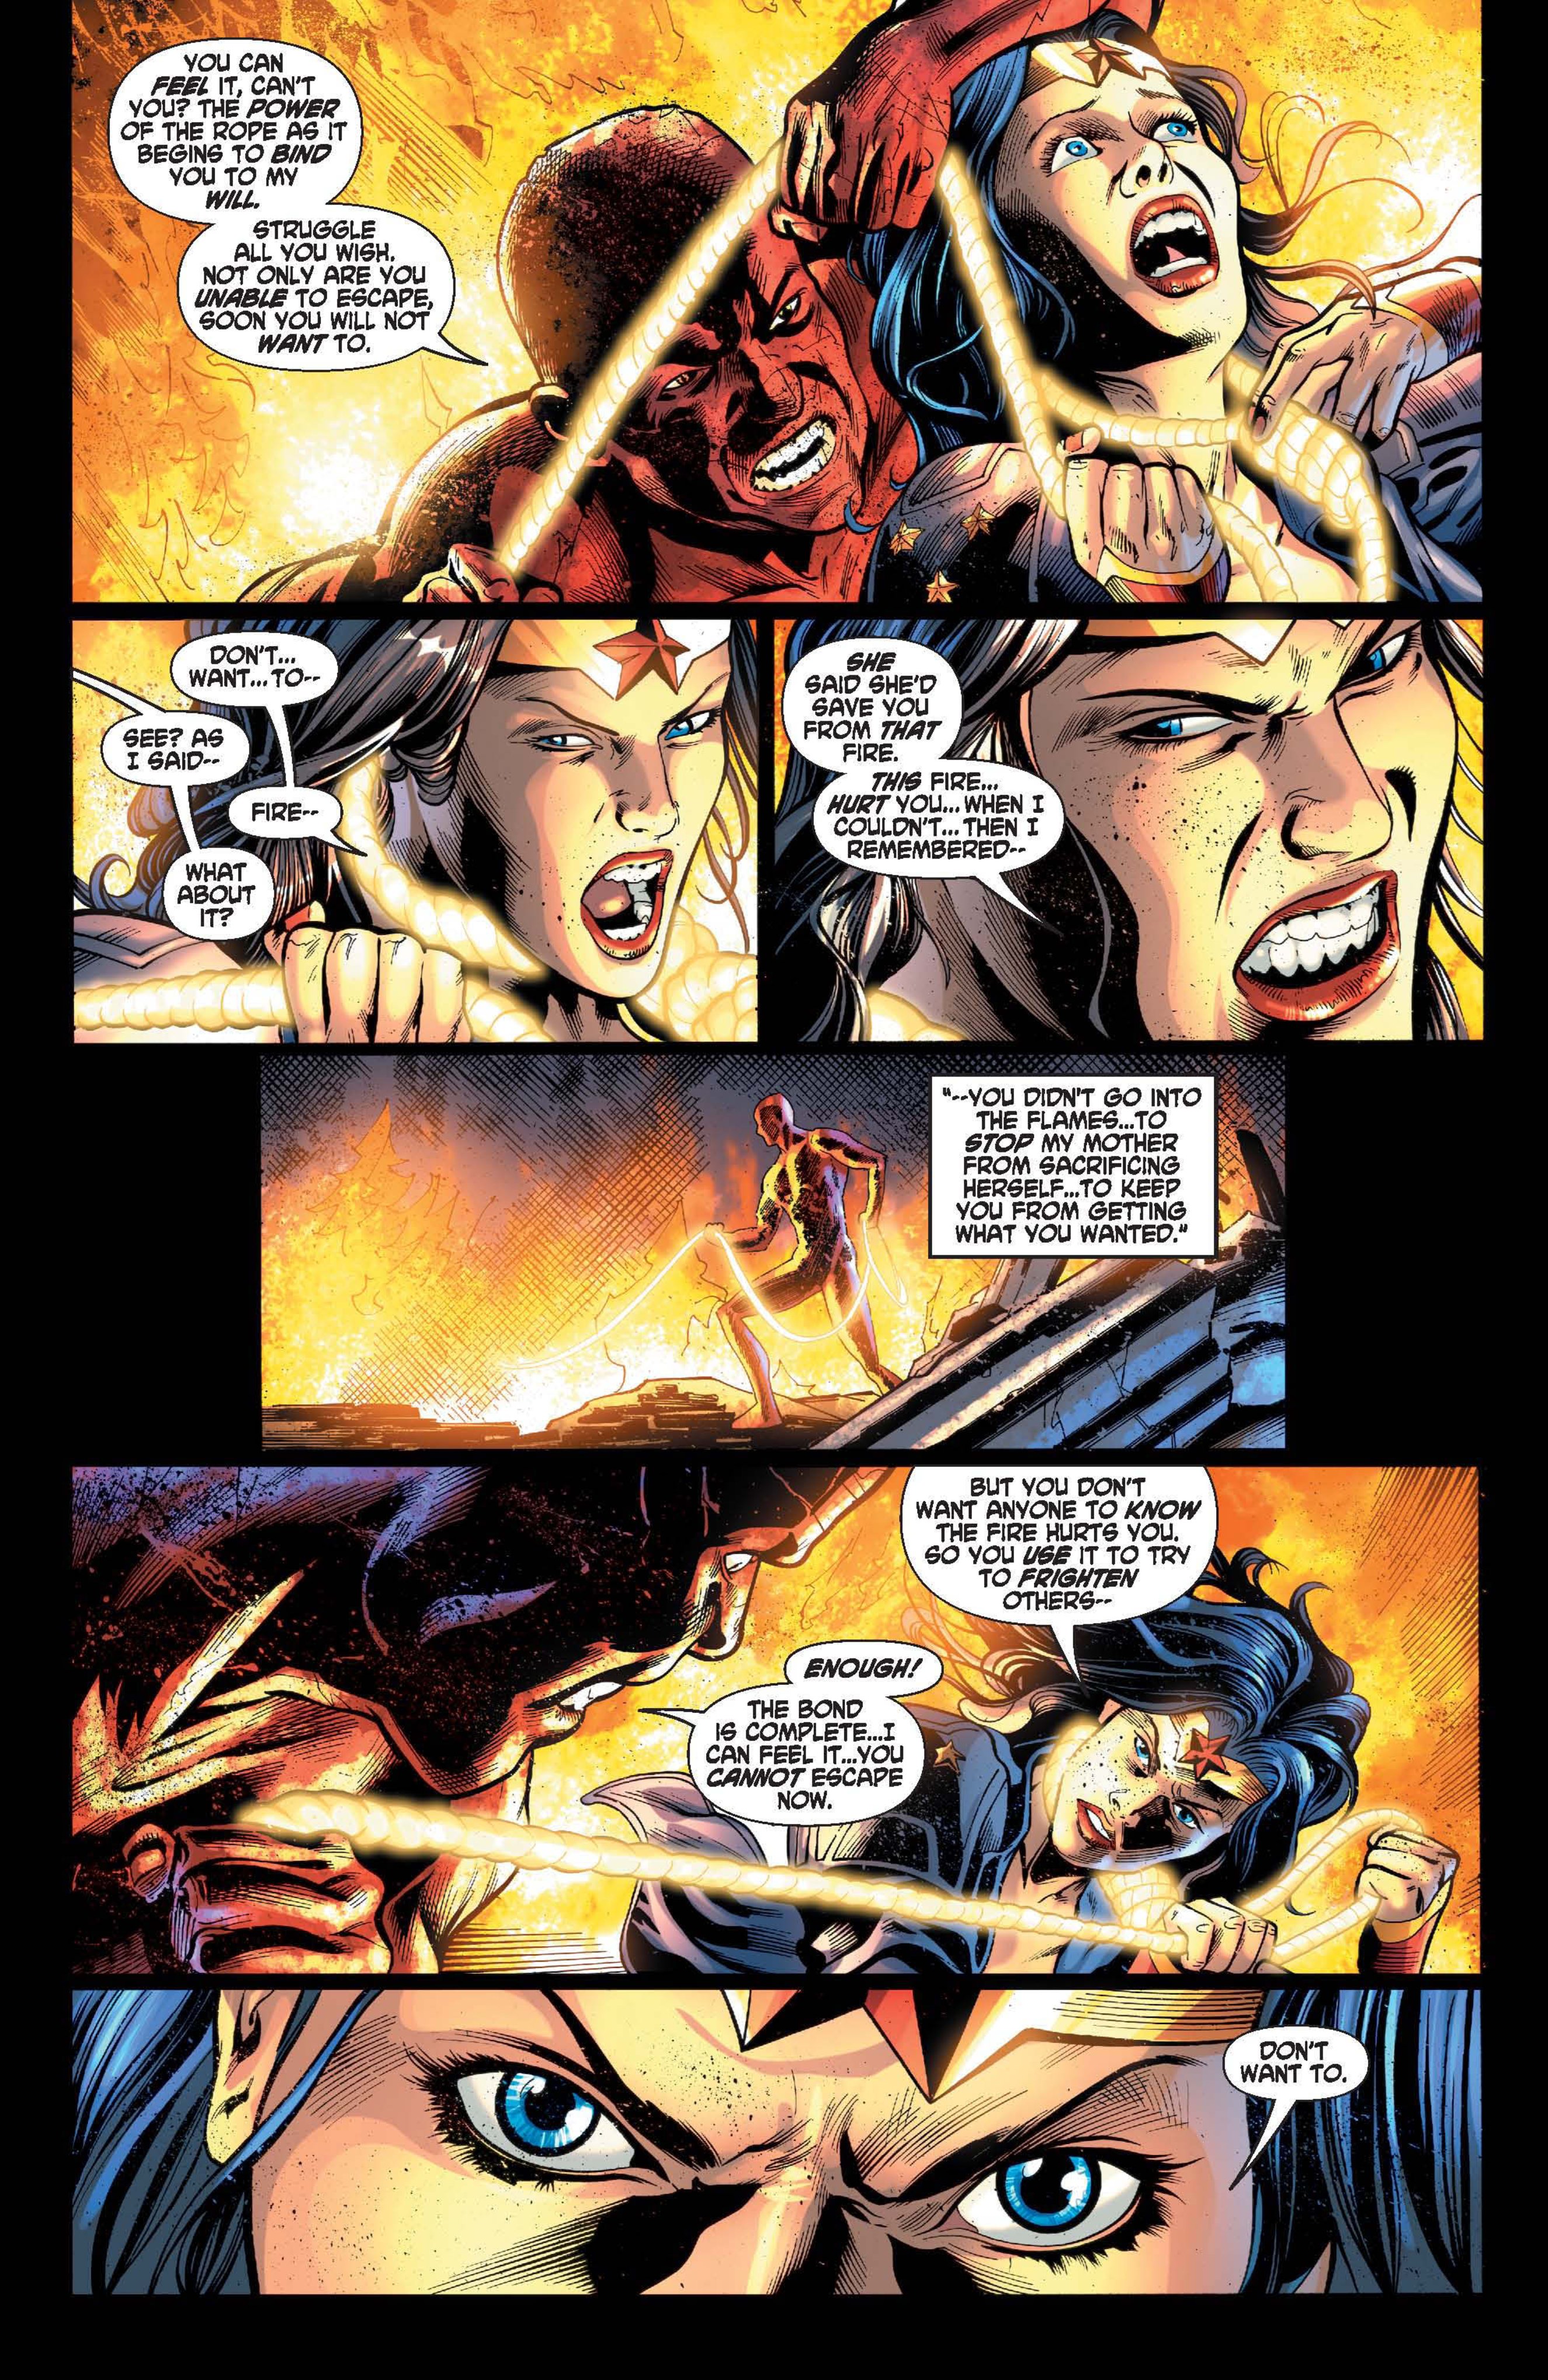 YOU CAN
FEEL IT, CAN'T
YOU? THE POWER
OF THE ROPE AS IT
BEGINS TO BIND
YOU TO MY
WILL.
STRUGGLE
ALL YOU WISH.
NOT ONLY ARE YOU
UNABLE TO ESCAPE,
SOON YOU WILL NOT
WANT TO.
DON'T...
WANT...TO--
SEE? AS
I SAID--
FIRE--
WHAT
ABOUT
IT?
SHE
SAID SHE'D
SAVE YOU
FROM THAT
FIRE.
THIS FIRE...
HURT YOU...WHEN I
COULDN'T...THEN I
REMEMBERED--
"--YOU DIDN'T GO INTO
THE FLAMES...TO
STOP MY MOTHER
FROM SACRIFICING
HERSELF...TO KEEP
YOU FROM GETTING
WHAT YOU WANTED."
BUT YOU DON'T
WANT ANYONE TO KNOW
THE FIRE HURTS YOU.
SO YOU USE IT TO TRY
TO FRIGHTEN
OTHERS--
ENOUGH!
THE BOND
IS COMPLETE...I
CAN FEEL IT...YOU
CANNOT ESCAPE
NOW.
DON'T
WANT TO.